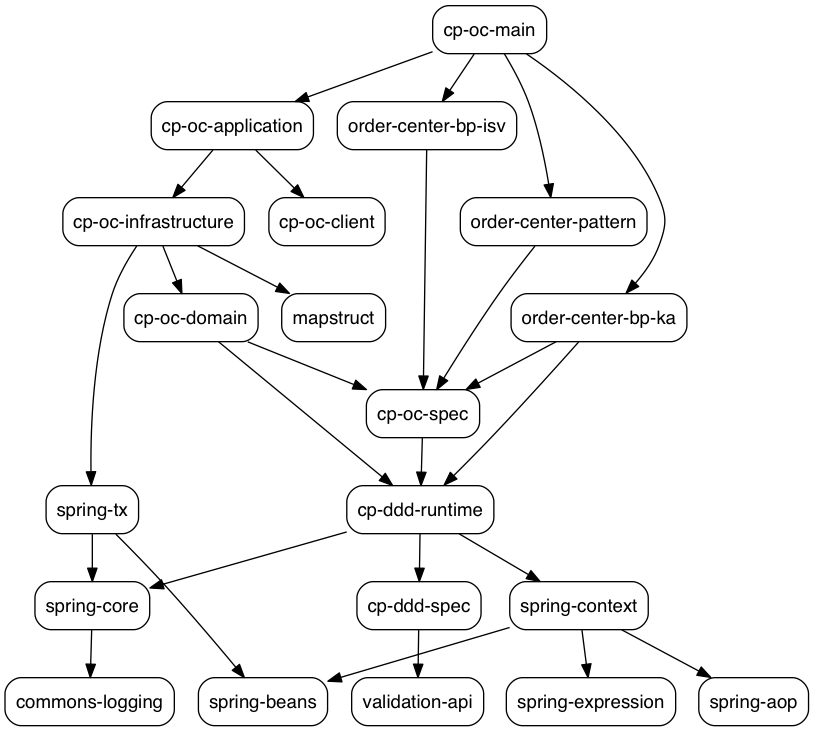 cp-oc-main
cp-oc-application
order-center-bp-isv
cp-oc-infrastructure
cp-oc-client
order-center-pattern
cp-oc-domain
mapstruct
order-center-bp-ka
cp-oc-spec
spring-tx
cp-ddd-runtime
spring-core
cp-ddd-spec
spring-context
commons-logging
spring-beans
validation-api
spring-expression
spring-aop